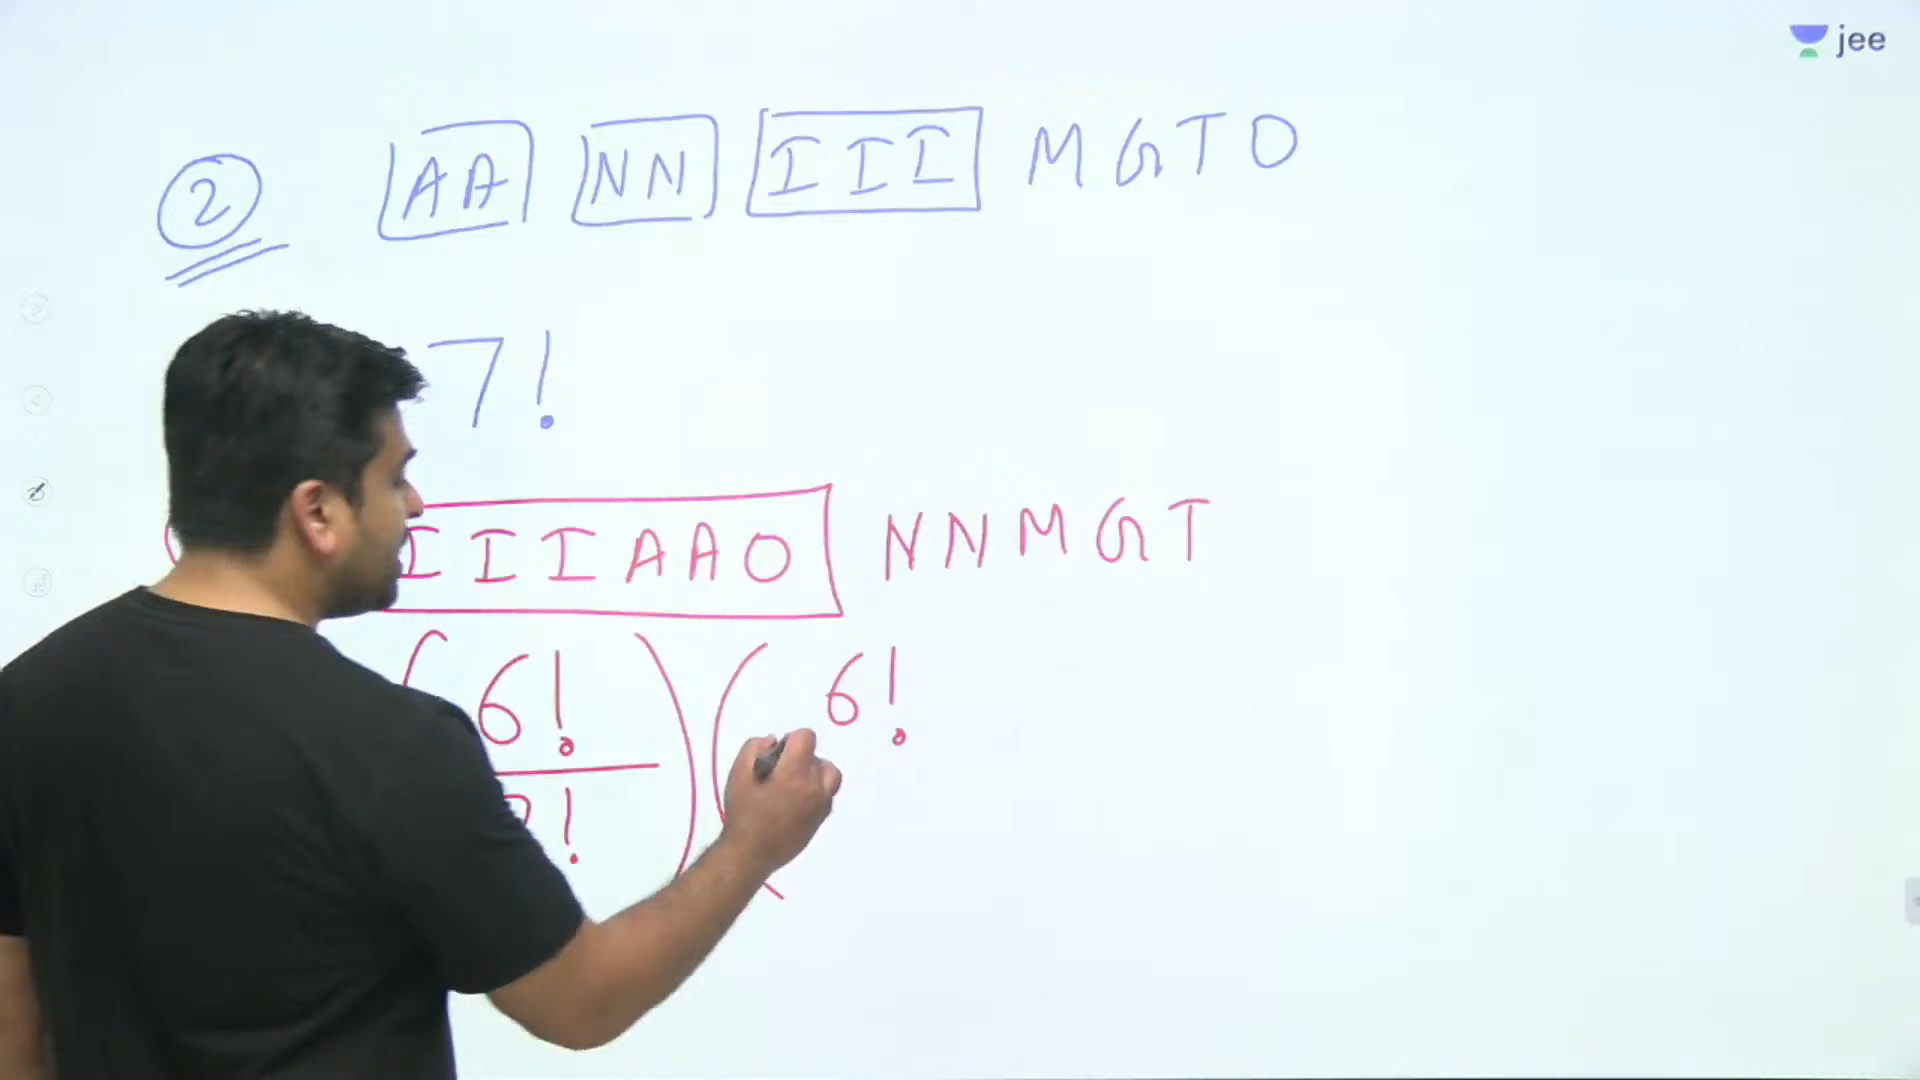 jee
2 AA NN III MGTO
7!
IIIAAO NNMGT
(6!) (6!
!